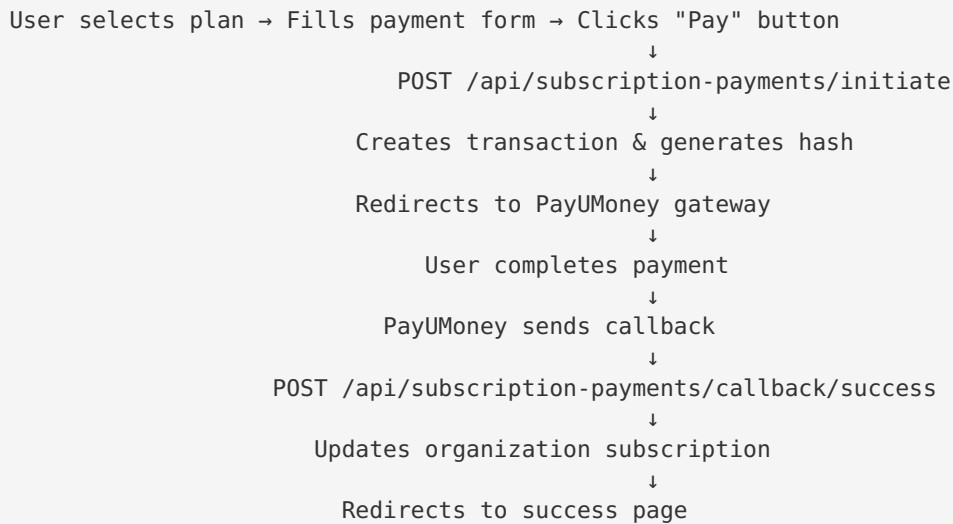 User selects plan → Fills payment form → Clicks "Pay" button
↓
POST /api/subscription-payments/initiate
↓
Creates transaction & generates hash
↓
Redirects to PayUMoney gateway
↓
User completes payment
↓
PayUMoney sends callback
↓
POST /api/subscription-payments/callback/success
↓
Updates organization subscription
↓
Redirects to success page